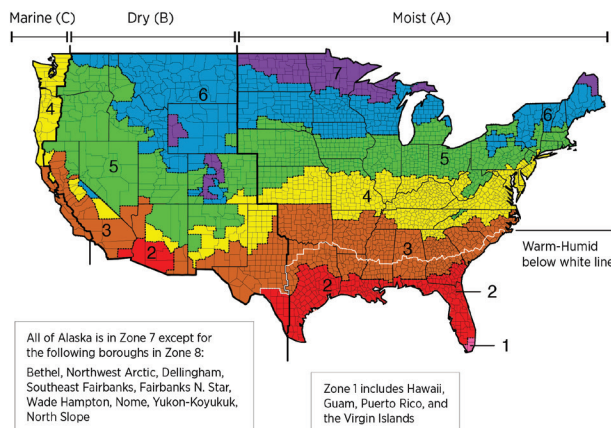 Marine (C) Dry (B) Moist (A)
7
6
4
6
5
5
4
3
3
2
Warm-Humid
below white line
2
2
1
All of Alaska is in Zone 7 except for
the following boroughs in Zone 8:
Bethel, Northwest Arctic, Dellingham,
Southeast Fairbanks, Fairbanks N. Star,
Wade Hampton, Nome, Yukon-Koyukuk,
North Slope
Zone 1 includes Hawaii,
Guam, Puerto Rico, and
the Virgin Islands